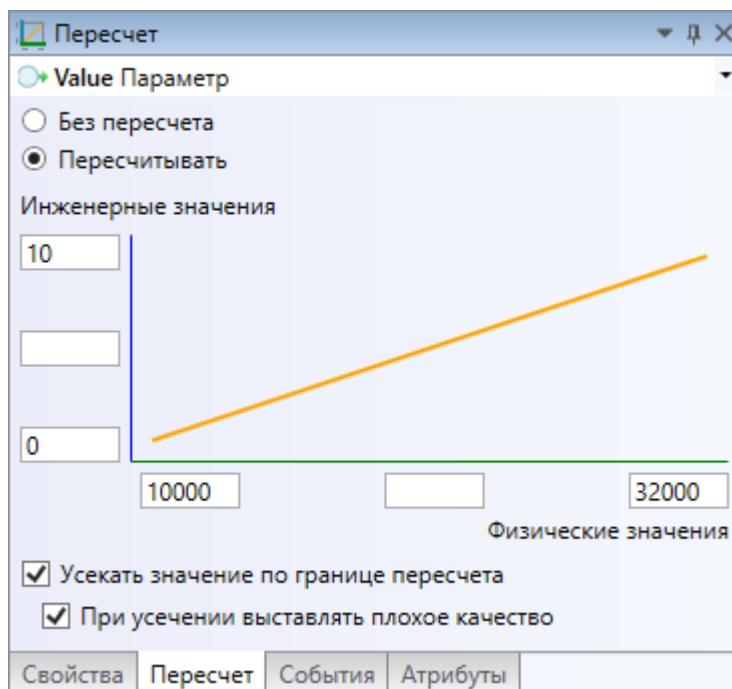 Пересчет
Value Параметр
Без пересчета
Пересчитывать
Инженерные значения
10
0
10000 32000
Физические значения
Усекать значение по границе пересчета
При усечении выставлять плохое качество
Свойства Пересчет События Атрибуты